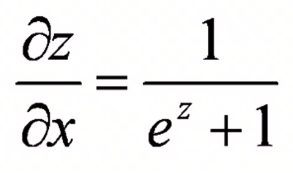 ∂z/∂x = 1/(e^z + 1)